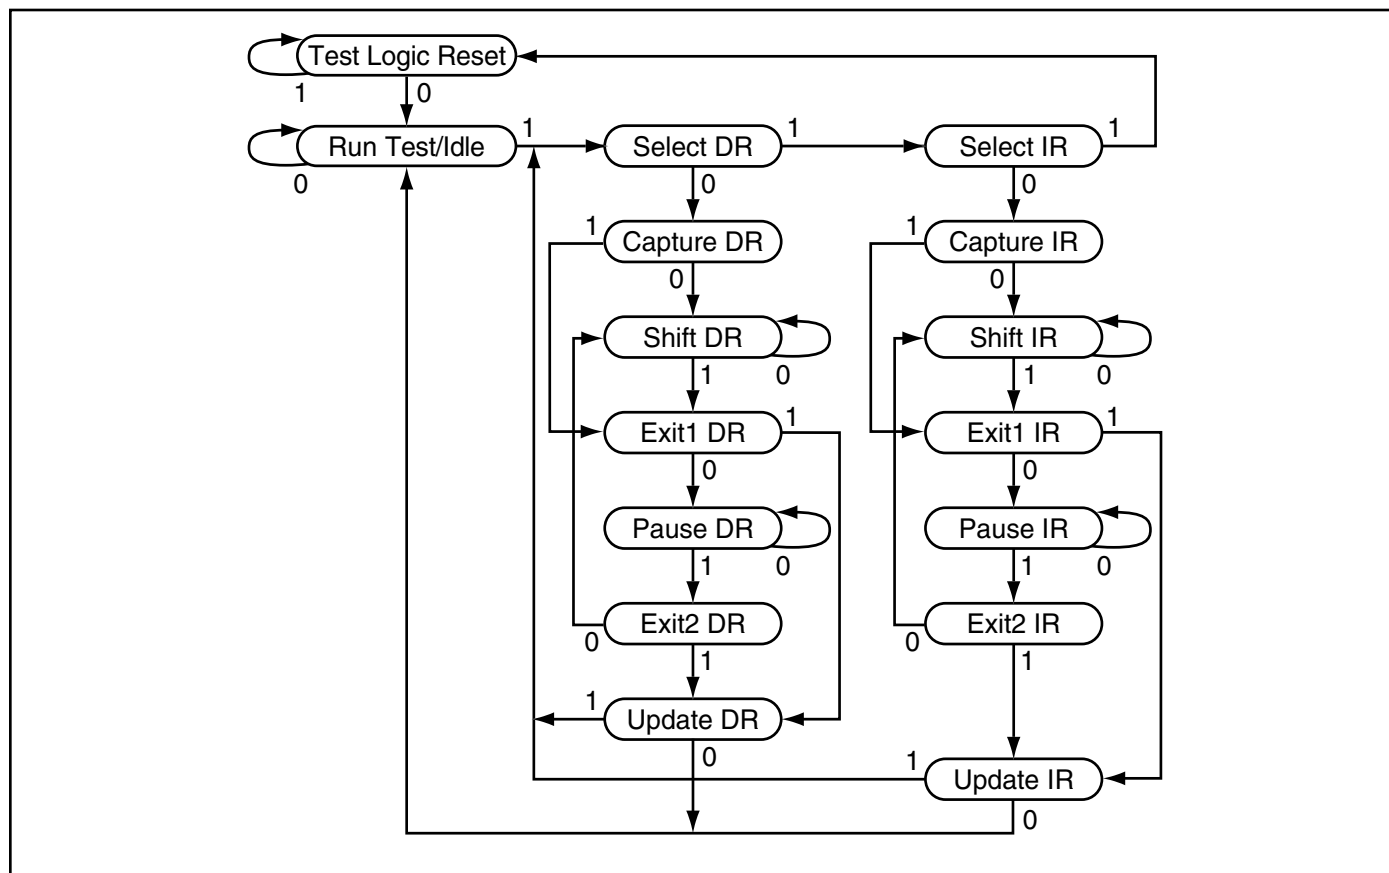 Test Logic Reset
1 0
Run Test/Idle 1 Select DR 1 Select IR 1
0 0 0
1 Capture DR 1 Capture IR
0 0
Shift DR Shift IR
1 0 1 0
Exit1 DR 1 Exit1 IR 1
0 0
Pause DR Pause IR
1 0 1 0
Exit2 DR Exit2 IR
0 1 0 1
1 Update DR
0 1 Update IR
0